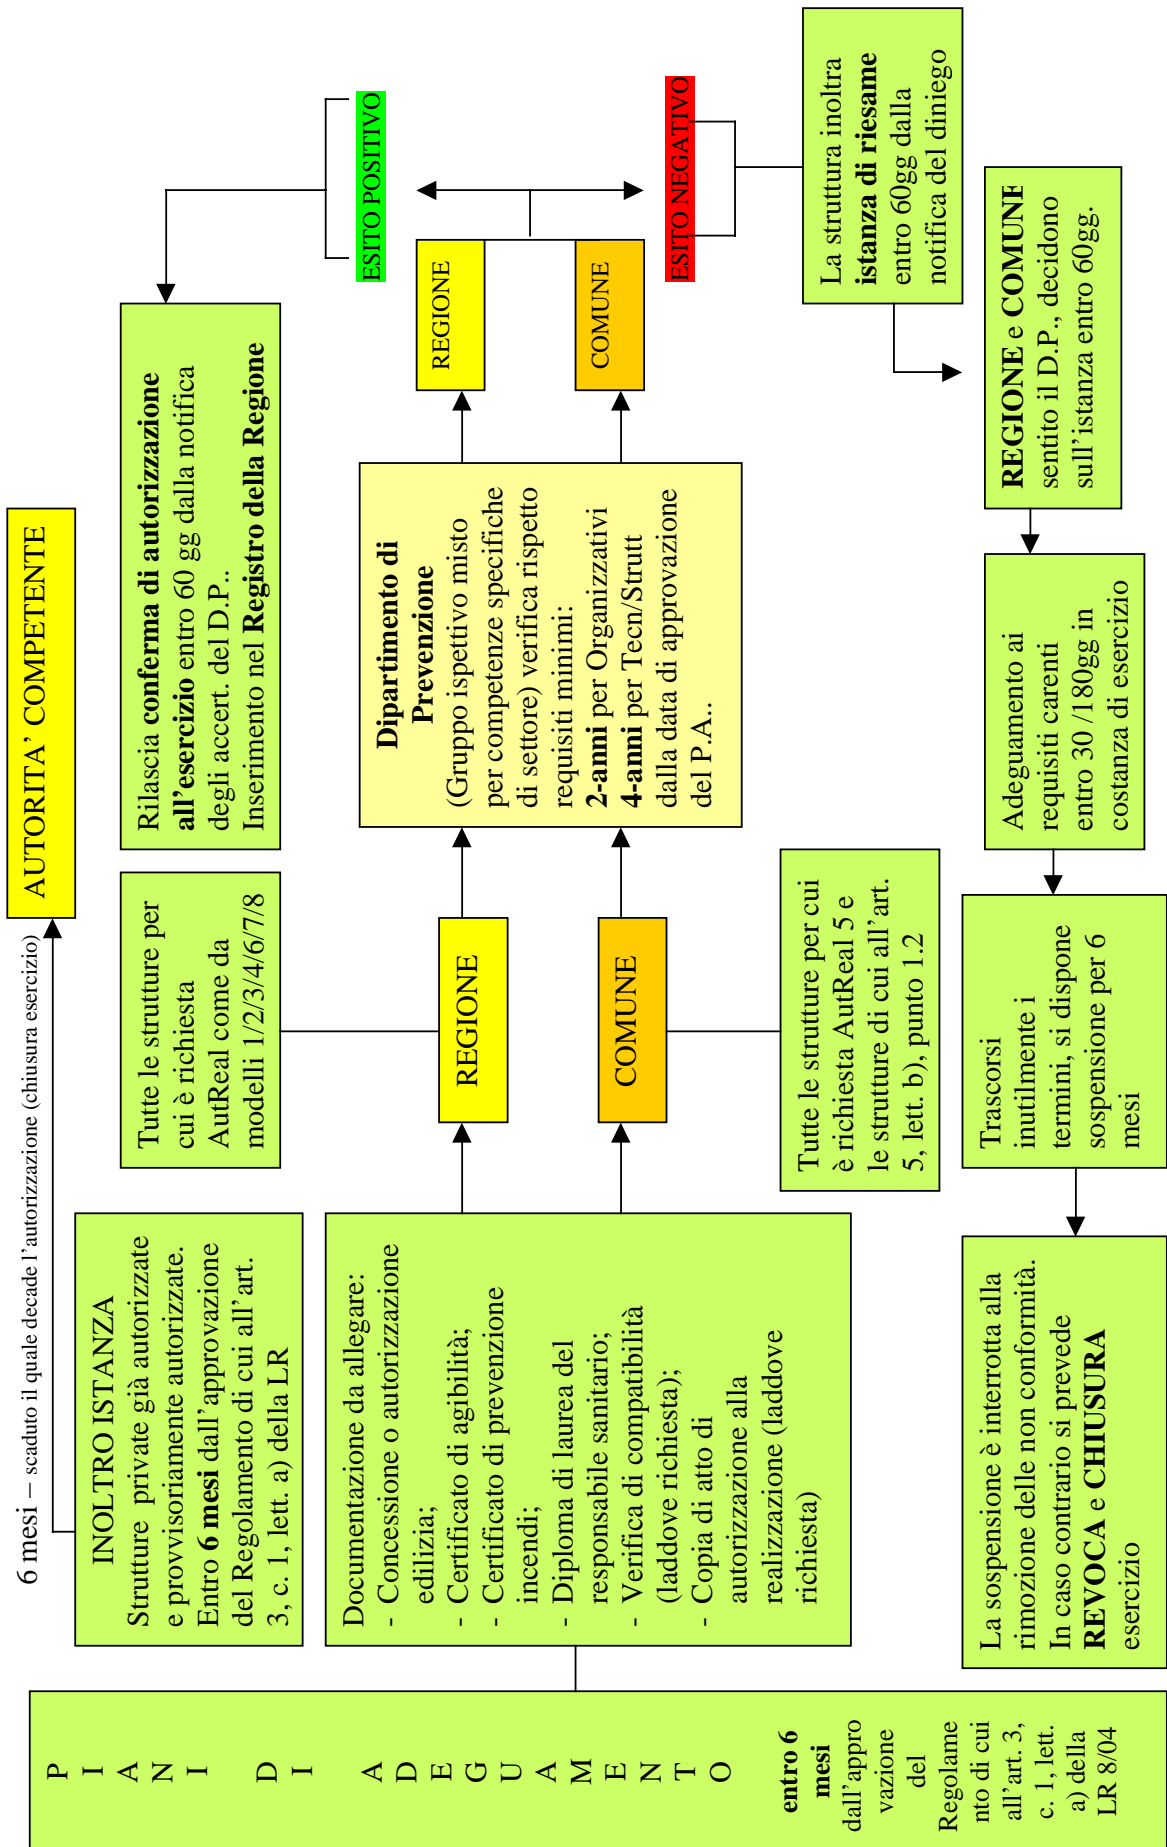 6 mesi – scaduto il quale decade l'autorizzazione (chiusura esercizio)
AUTORITA' COMPETENTE
P
I
A
N
I
D
I
A
D
E
G
U
A
M
E
N
T
O
entro 6
mesi
dall'appro
vazione
del
Regolame
nto di cui
all'art. 3,
c. 1, lett.
a) della
LR 8/04
INOLTRO ISTANZA
Strutture private già autorizzate
e provvisoriamente autorizzate.
Entro 6 mesi dall'approvazione
del Regolamento di cui all'art.
3, c. 1, lett. a) della LR
Documentazione da allegare:
- Concessione o autorizzazione
edilizia;
- Certificato di agibilità;
- Certificato di prevenzione
incendi;
- Diploma di laurea del
responsabile sanitario;
- Verifica di compatibilità
(laddove richiesta);
- Copia di atto di
autorizzazione alla
realizzazione (laddove
richiesta)
Tutte le strutture per
cui è richiesta
AutReal come da
modelli 1/2/3/4/6/7/8
REGIONE
COMUNE
Tutte le strutture per cui
è richiesta AutReal 5 e
le strutture di cui all'art.
5, lett. b), punto 1.2
Dipartimento di
Prevenzione
(Gruppo ispettivo misto
per competenze specifiche
di settore) verifica rispetto
requisiti minimi:
2-anni per Organizzativi
4-anni per Tecn/Strutt
dalla data di approvazione
del P.A..
REGIONE
COMUNE
ESITO POSITIVO
ESITO NEGATIVO
Rilascia conferma di autorizzazione
all'esercizio entro 60 gg dalla notifica
degli accert. del D.P..
Inserimento nel Registro della Regione
La struttura inoltra
istanza di riesame
entro 60gg dalla
notifica del diniego
REGIONE e COMUNE
sentito il D.P., decidono
sull'istanza entro 60gg.
Adeguamento ai
requisiti carenti
entro 30 /180gg in
costanza di esercizio
Trascorsi
inutilmente i
termini, si dispone
sospensione per 6
mesi
La sospensione è interrotta alla
rimozione delle non conformità.
In caso contrario si prevede
REVOCA e CHIUSURA
esercizio